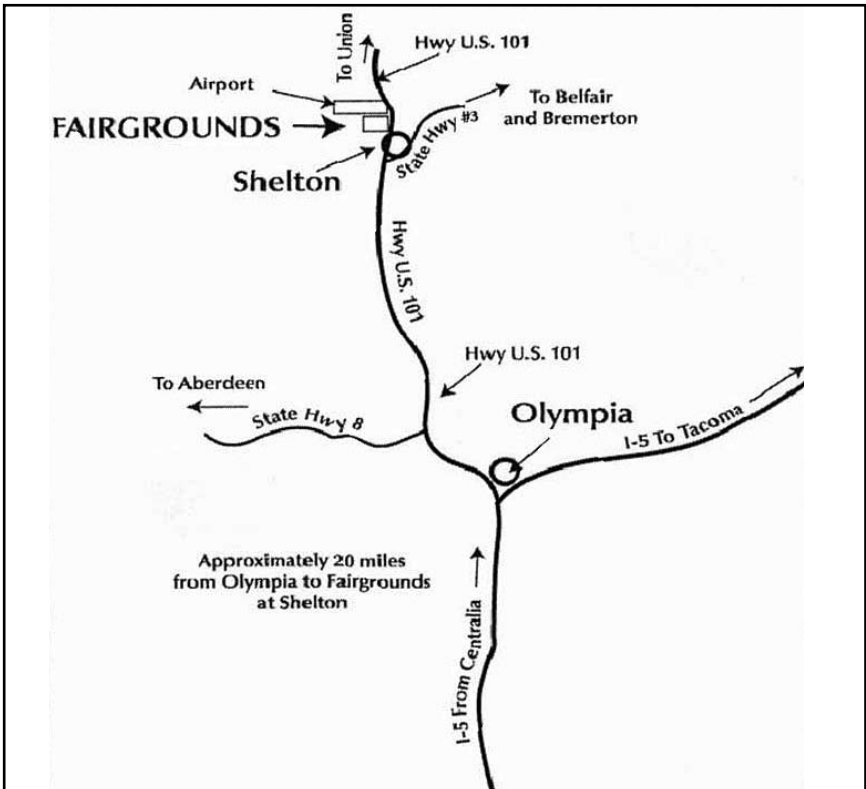 To Union
Hwy U.S. 101
Airport
To Belfair
and Bremerton
FAIRGROUNDS
State Hwy #3
Shelton
Hwy U.S. 101
Hwy U.S. 101
To Aberdeen
State Hwy 8
Olympia
I-5 To Tacoma
Approximately 20 miles
from Olympia to Fairgrounds
at Shelton
I-5 From Centralia